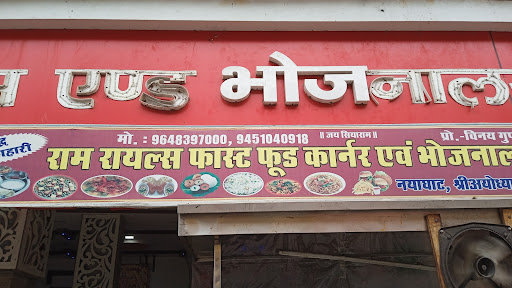 एण्ड भोजनाल
मो. : 9648397000, 9451040918 ॥ जय सियाराम॥ प्रो.-विनय गु
हारी
राम रायल्स फास्ट फूड कार्नर एवं भोजनाल
नयाघाट, श्रीअयोध्या